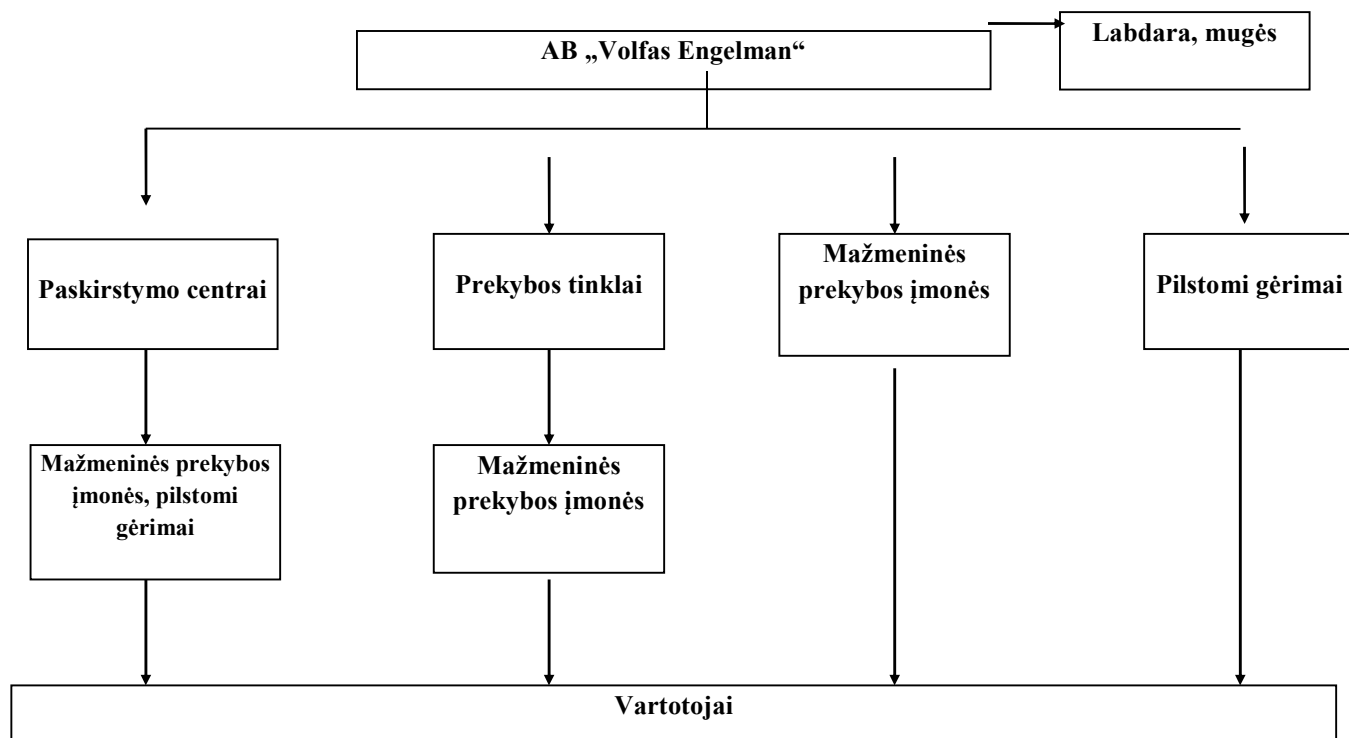 AB „Volfas Engelman“
Labdara, mugės
Paskirstymo centrai
Prekybos tinklai
Mažmeninės
prekybos įmonės
Pilstomi gėrimai
Mažmeninės prekybos
įmonės, pilstomi
gėrimai
Mažmeninės
prekybos įmonės
Vartotojai